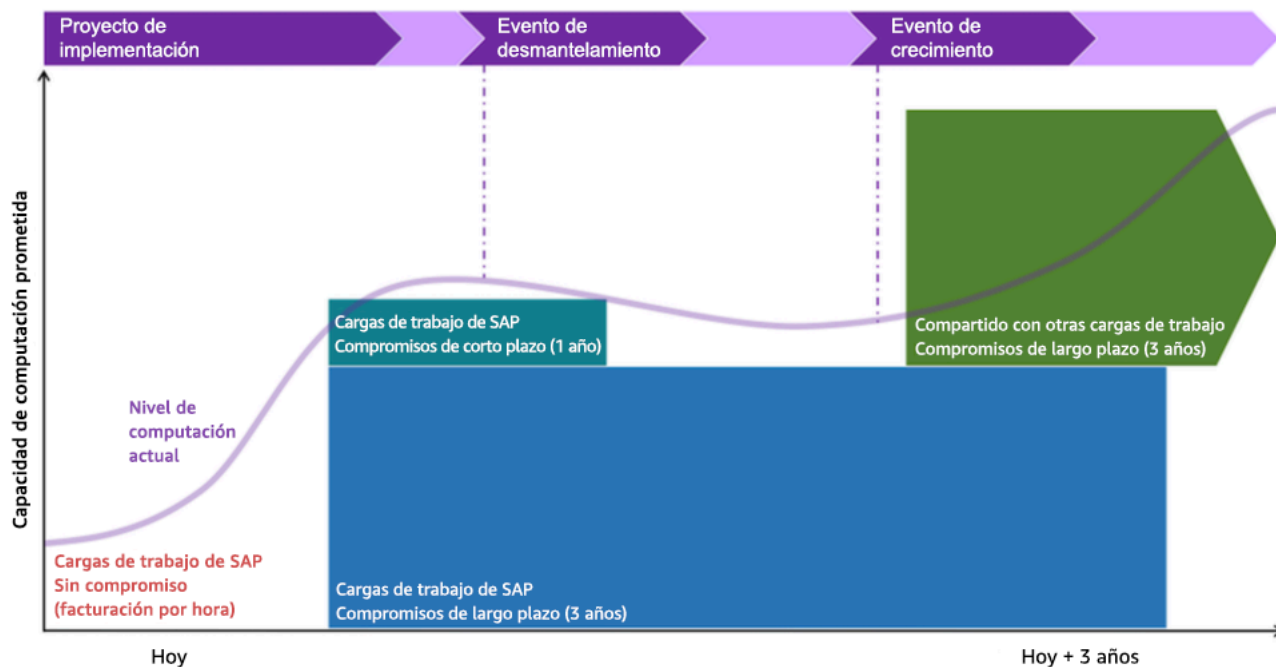 Proyecto de
implementación
Evento de
desmantelamiento
Evento de
crecimiento
Capacidad de computación prometida
Cargas de trabajo de SAP
Compromisos de corto plazo (1 año)
Compartido con otras cargas de trabajo
Compromisos de largo plazo (3 años)
Nivel de
computación
actual
Cargas de trabajo de SAP
Sin compromiso
(facturación por hora)
Cargas de trabajo de SAP
Compromisos de largo plazo (3 años)
Hoy
Hoy + 3 años